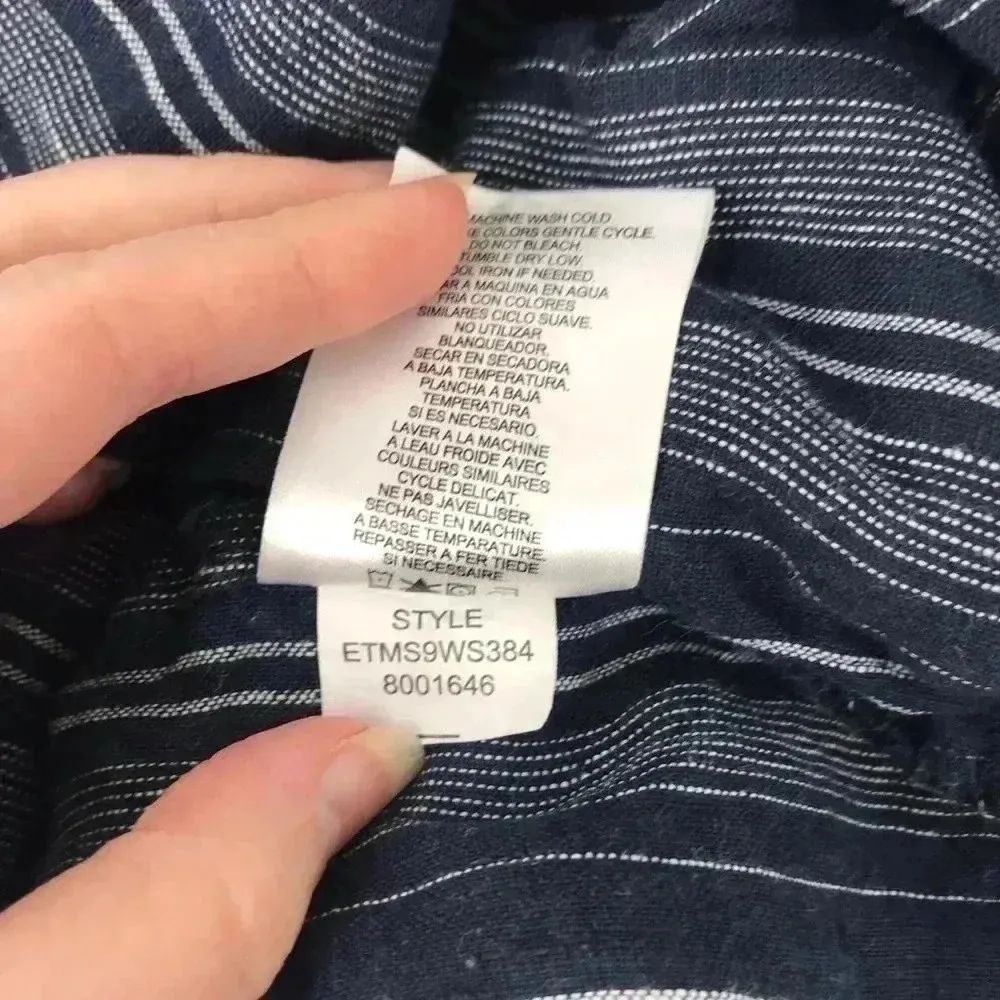 MACHINE WASH COLD
COLORS GENTLE CYCLE.
DO NOT BLEACH.
TUMBLE DRY LOW.
IRON IF NEEDED.
A MAQUINA EN AGUA
FRIA CON COLORES
SIMILARES CICLO SUAVE.
NO UTILIZAR
BLANQUEADOR.
SECAR EN SECADORA
A BAJA TEMPERATURA.
PLANCHA A BAJA
TEMPERATURA
SI ES NECESARIO.
LAVER A LA MACHINE
A LEAU FROIDE AVEC
COULEURS SIMILAIRES
CYCLE DELICAT.
NE PAS JAVELLISER.
SECHAGE EN MACHINE
A BASSE TEMPARATURE
REPASSER A FER TIEDE
SI NECESSAIRE
STYLE
ETMS9WS384
8001646